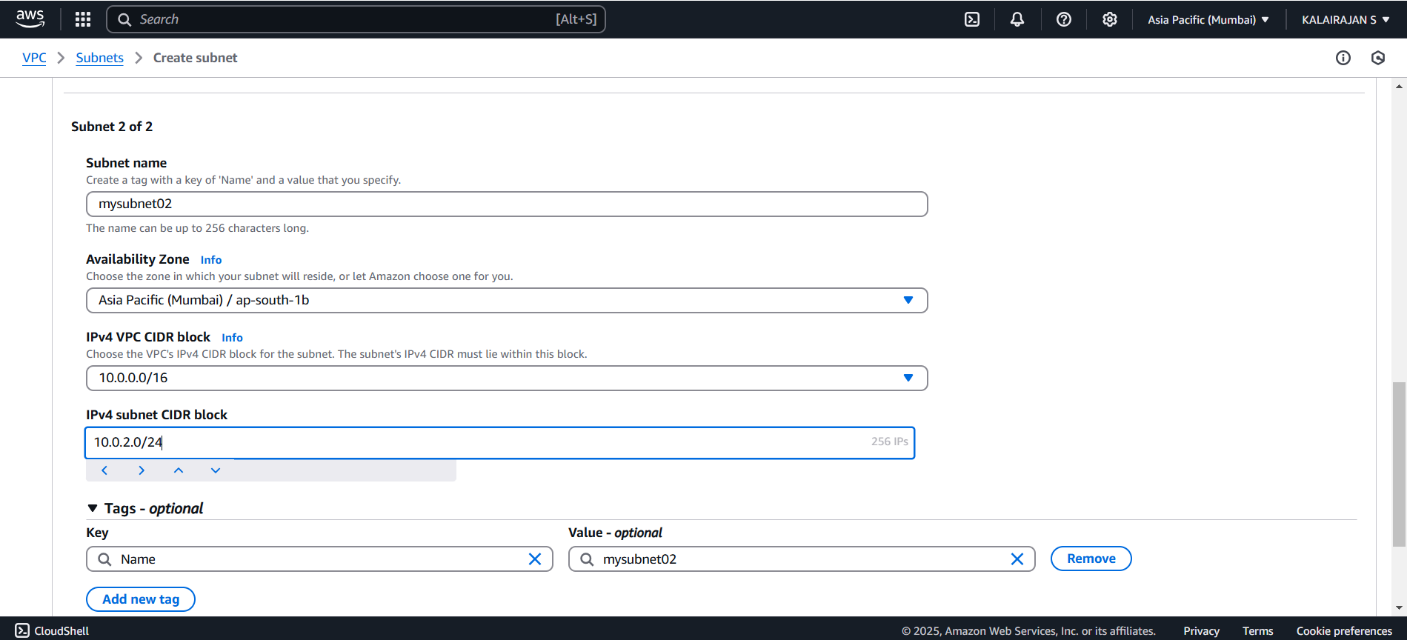 aws
Search [Alt+S] Asia Pacific (Mumbai) KALAIRAJAN S
VPC Subnets Create subnet
Subnet 2 of 2
Subnet name
Create a tag with a key of 'Name' and a value that you specify.
mysubnet02
The name can be up to 256 characters long.
Availability Zone Info
Choose the zone in which your subnet will reside, or let Amazon choose one for you.
Asia Pacific (Mumbai) / ap-south-1b
IPv4 VPC CIDR block Info
Choose the VPC's IPv4 CIDR block for the subnet. The subnet's IPv4 CIDR must lie within this block.
10.0.0.0/16
IPv4 subnet CIDR block
10.0.2.0/24 256 IPs
Tags - optional
Key Value - optional
Name mysubnet02 Remove
Add new tag
CloudShell © 2025, Amazon Web Services, Inc. or its affiliates. Privacy Terms Cookie preferences